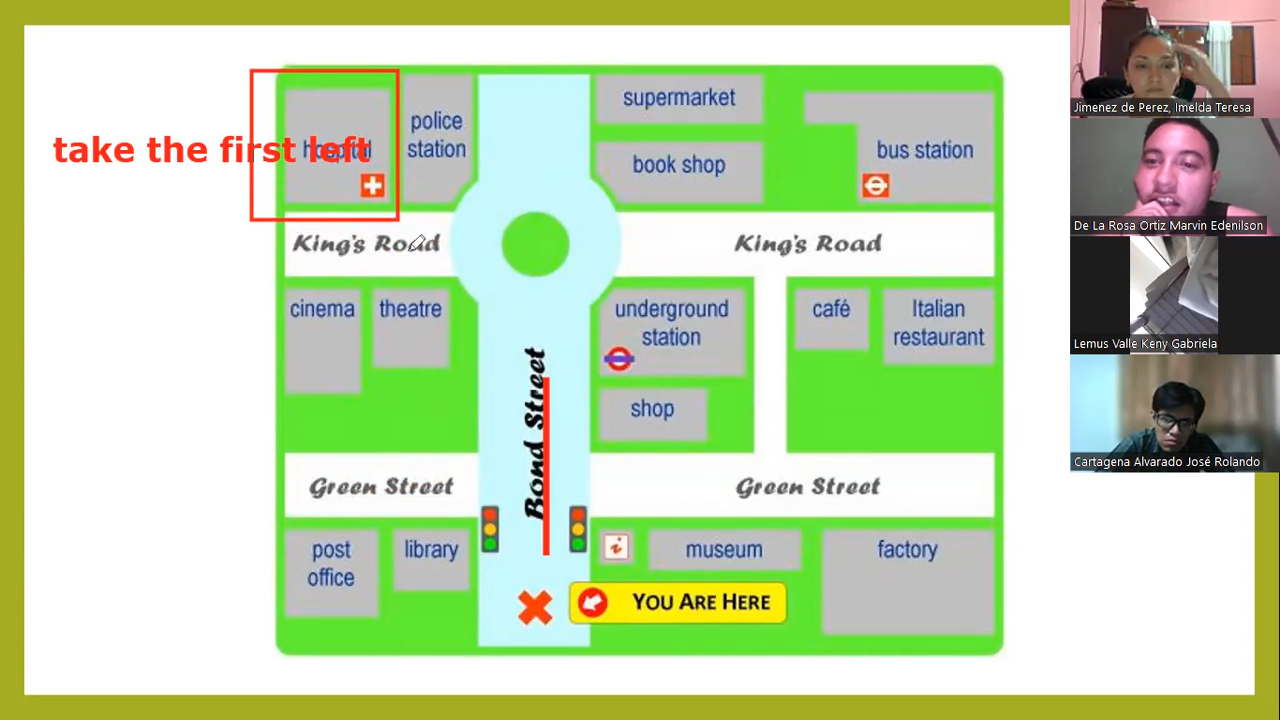 take the first left
hospital
police
station
supermarket
book shop
bus station
King's Road
King's Road
cinema
theatre
underground
station
café
Italian
restaurant
shop
Bond Street
Green Street
Green Street
post
office
library
i
museum
factory
YOU ARE HERE
Jimenez de Perez, Imelda Teresa
De La Rosa Ortiz Marvin Edenilson
Lemus Valle Keny Gabriela
Cartagena Alvarado José Rolando